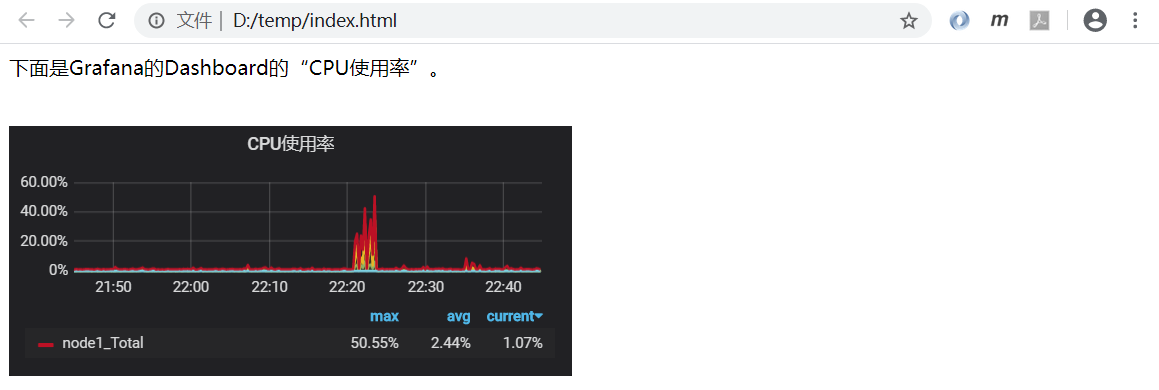 文件 | D:/temp/index.html
m
下面是Grafana的Dashboard的“CPU使用率”。
CPU使用率
60.00%
40.00%
20.00%
0%
21:50 22:00 22:10 22:20 22:30 22:40
max avg current
node1_Total 50.55% 2.44% 1.07%